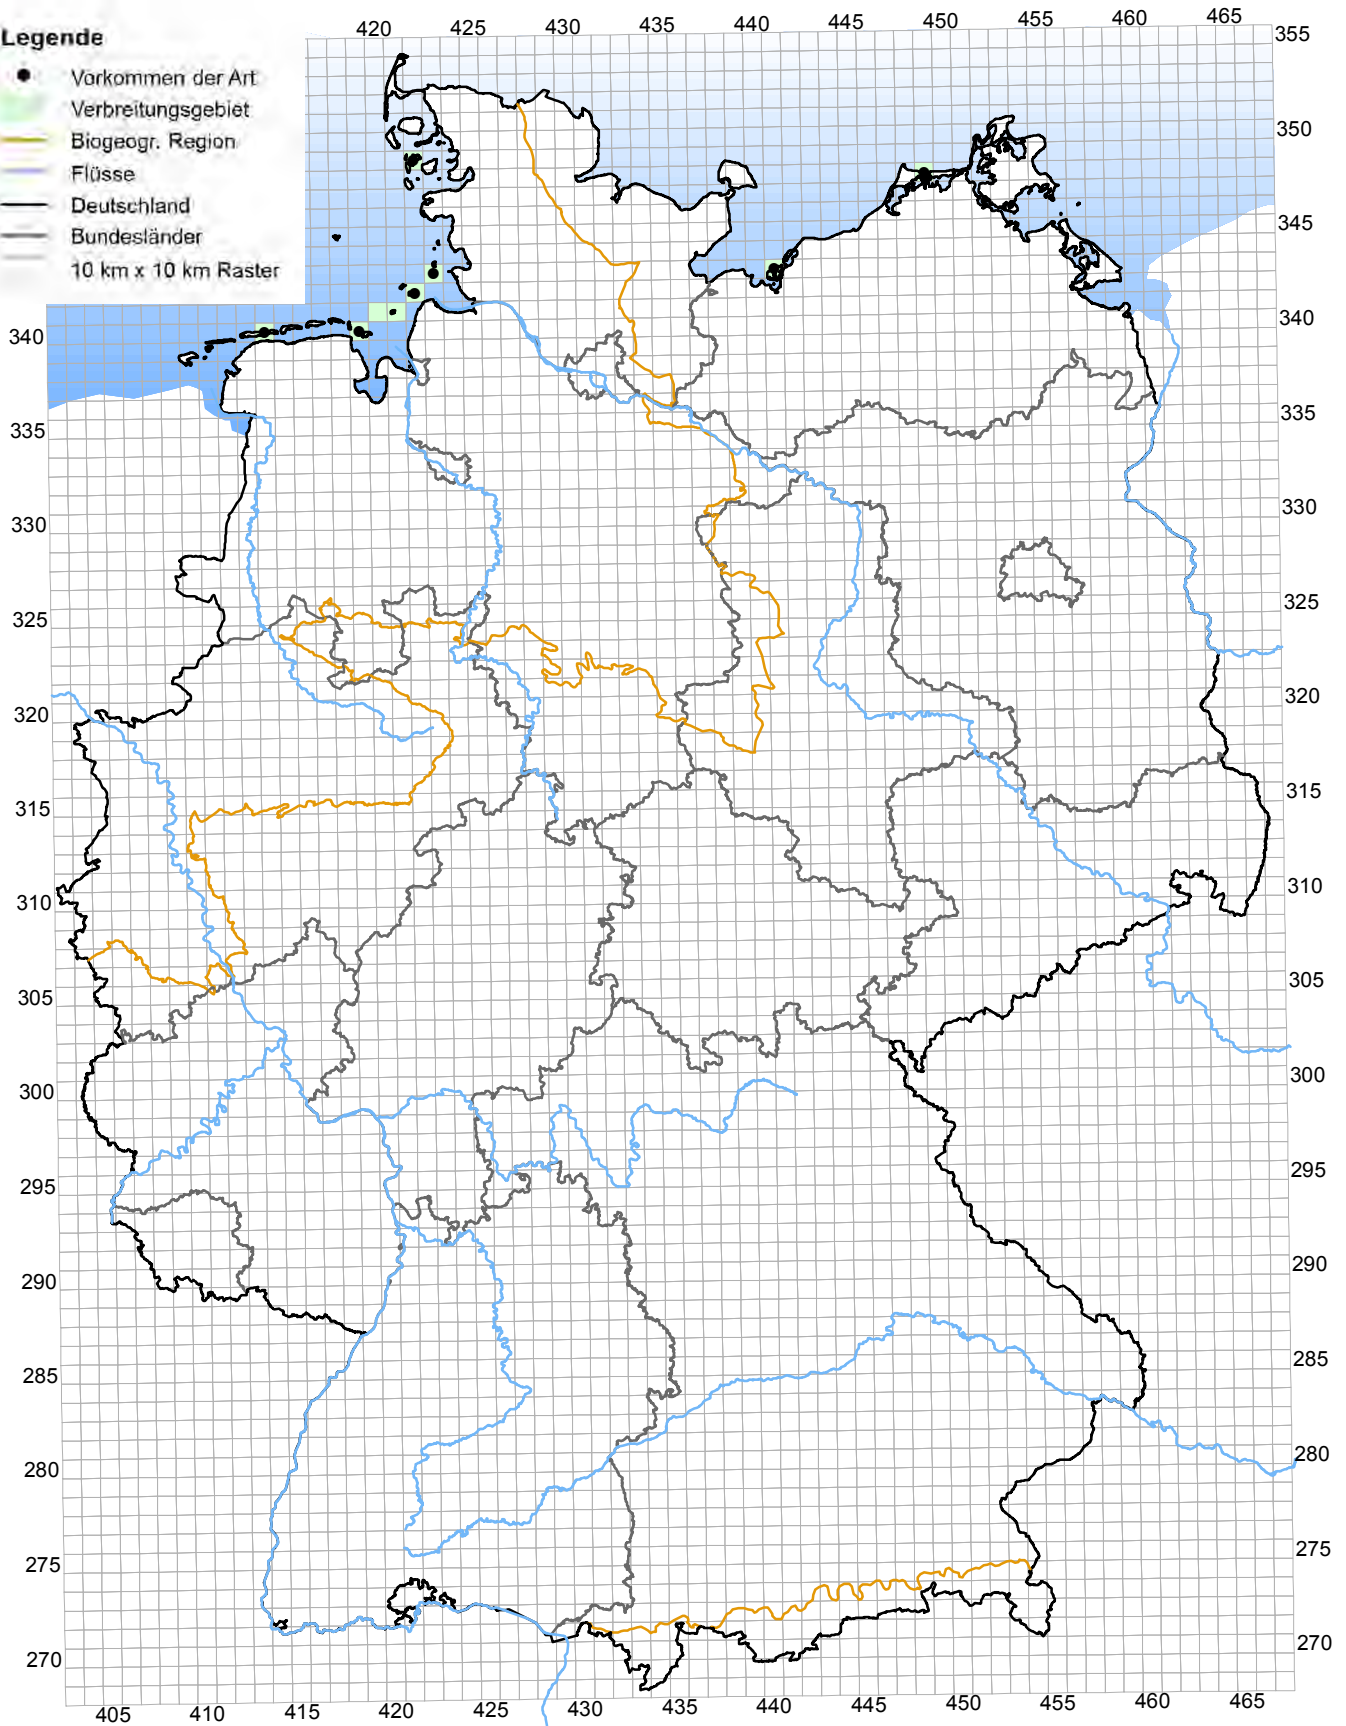 420 425 430 435 440 445 450 455 460 465
Legende
Vorkommen der Art
Verbreitungsgebiet
Biogeogr. Region
Flüsse
Deutschland
Bundesländer
10 km x 10 km Raster
355
350
345
340 340
335 335
330 330
325 325
320 320
315 315
310 310
305 305
300 300
295 295
290 290
285 285
280 280
275 275
270 270
405 410 415 420 425 430 435 440 445 450 455 460 465